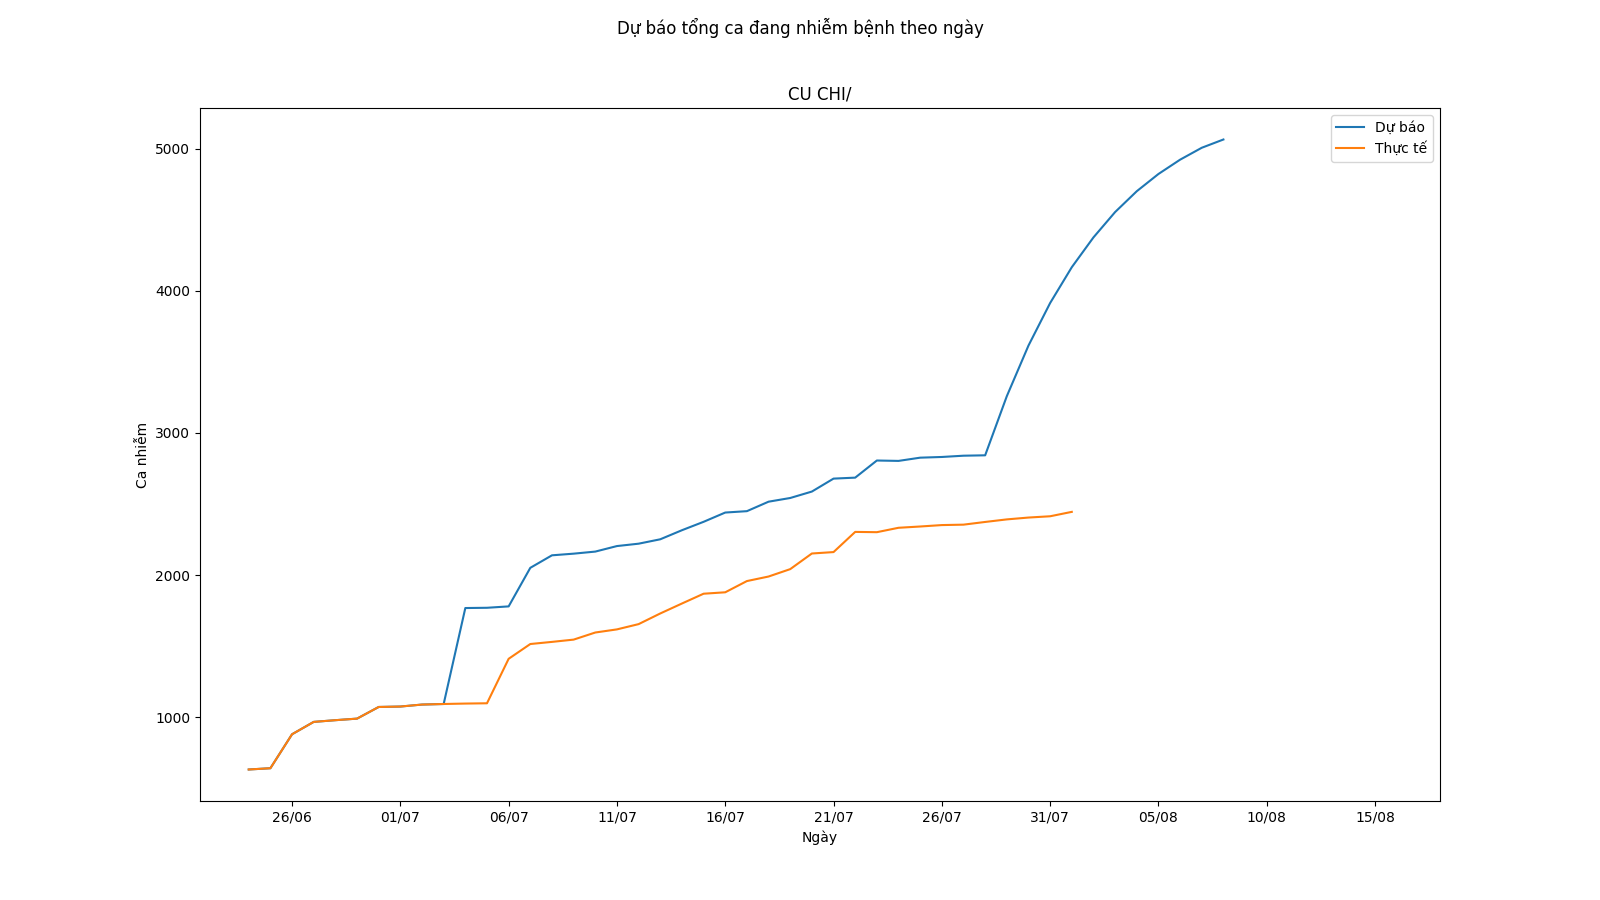 Dự báo tổng ca đang nhiễm bệnh theo ngày
CU CHI/
Dự báo
Thực tế
5000
4000
3000
2000
1000
Ca nhiễm
26/06 01/07 06/07 11/07 16/07 21/07 26/07 31/07 05/08 10/08 15/08
Ngày